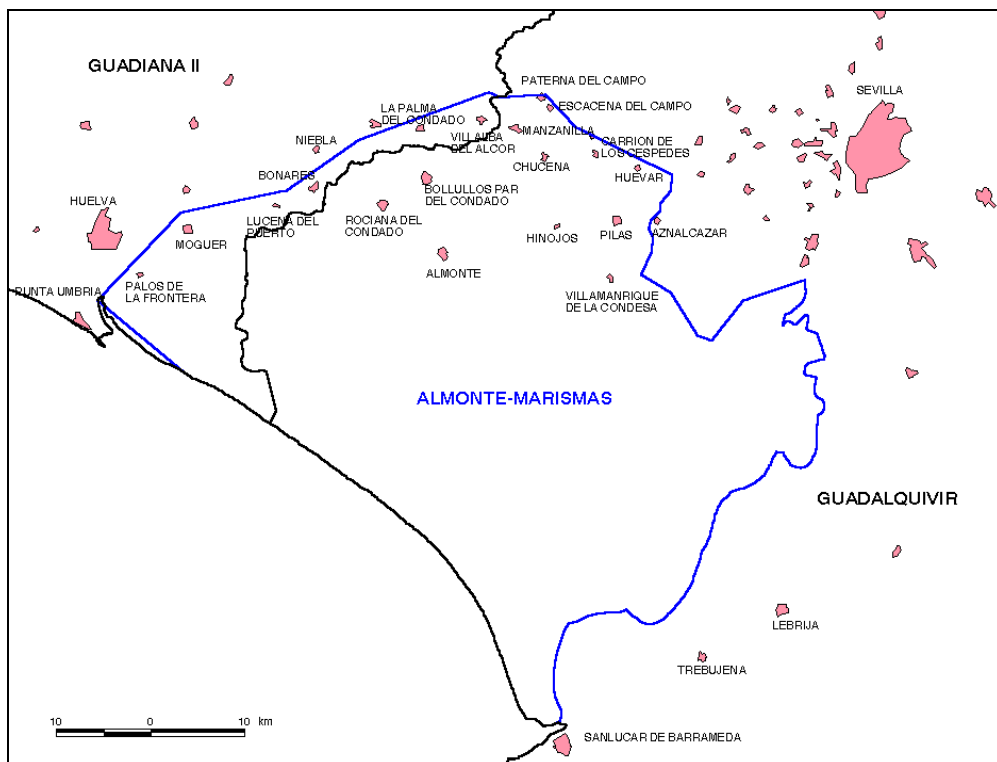 GUADIANA II
PATERNA DEL CAMPO
SEVILLA
ESCACENA DEL CAMPO
LA PALMA
DEL CONDADO
MANZANILLA
VILLALBA
DEL ALCOR
NIEBLA
CARRION DE
LOS CESPEDES
CHUCENA
HUEVAR
BONARES
BOLLULLOS PAR
DEL CONDADO
HUELVA
LUCENA DEL
PUERTO
ROCIANA DEL
CONDADO
MOGUER
HINOJOS
PILAS
AZNALCAZAR
ALMONTE
PUNTA UMBRIA
PALOS DE
LA FRONTERA
VILLAMANRIQUE
DE LA CONDESA
ALMONTE-MARISMAS
GUADALQUIVIR
LEBRIJA
TREBUJENA
10 0 10 km
SANLUCAR DE BARRAMEDA